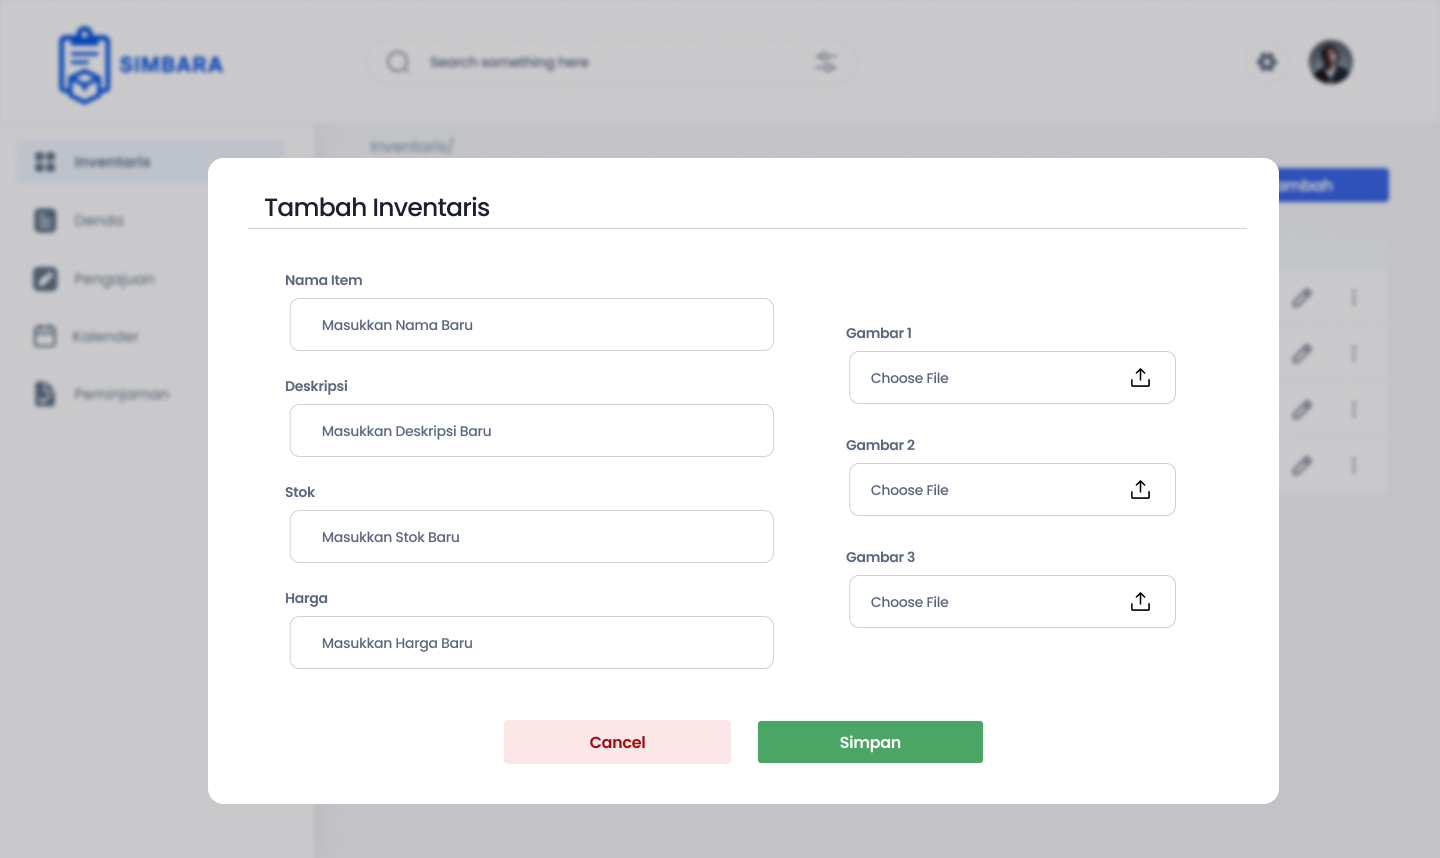 SIMBARA
Search something here
Inventaris
Denda
Pengajuan
Kalender
Peminjaman
Inventaris/
ambah
Tambah Inventaris
Nama Item
Masukkan Nama Baru
Deskripsi
Masukkan Deskripsi Baru
Stok
Masukkan Stok Baru
Harga
Masukkan Harga Baru
Gambar 1
Choose File
Gambar 2
Choose File
Gambar 3
Choose File
Cancel
Simpan